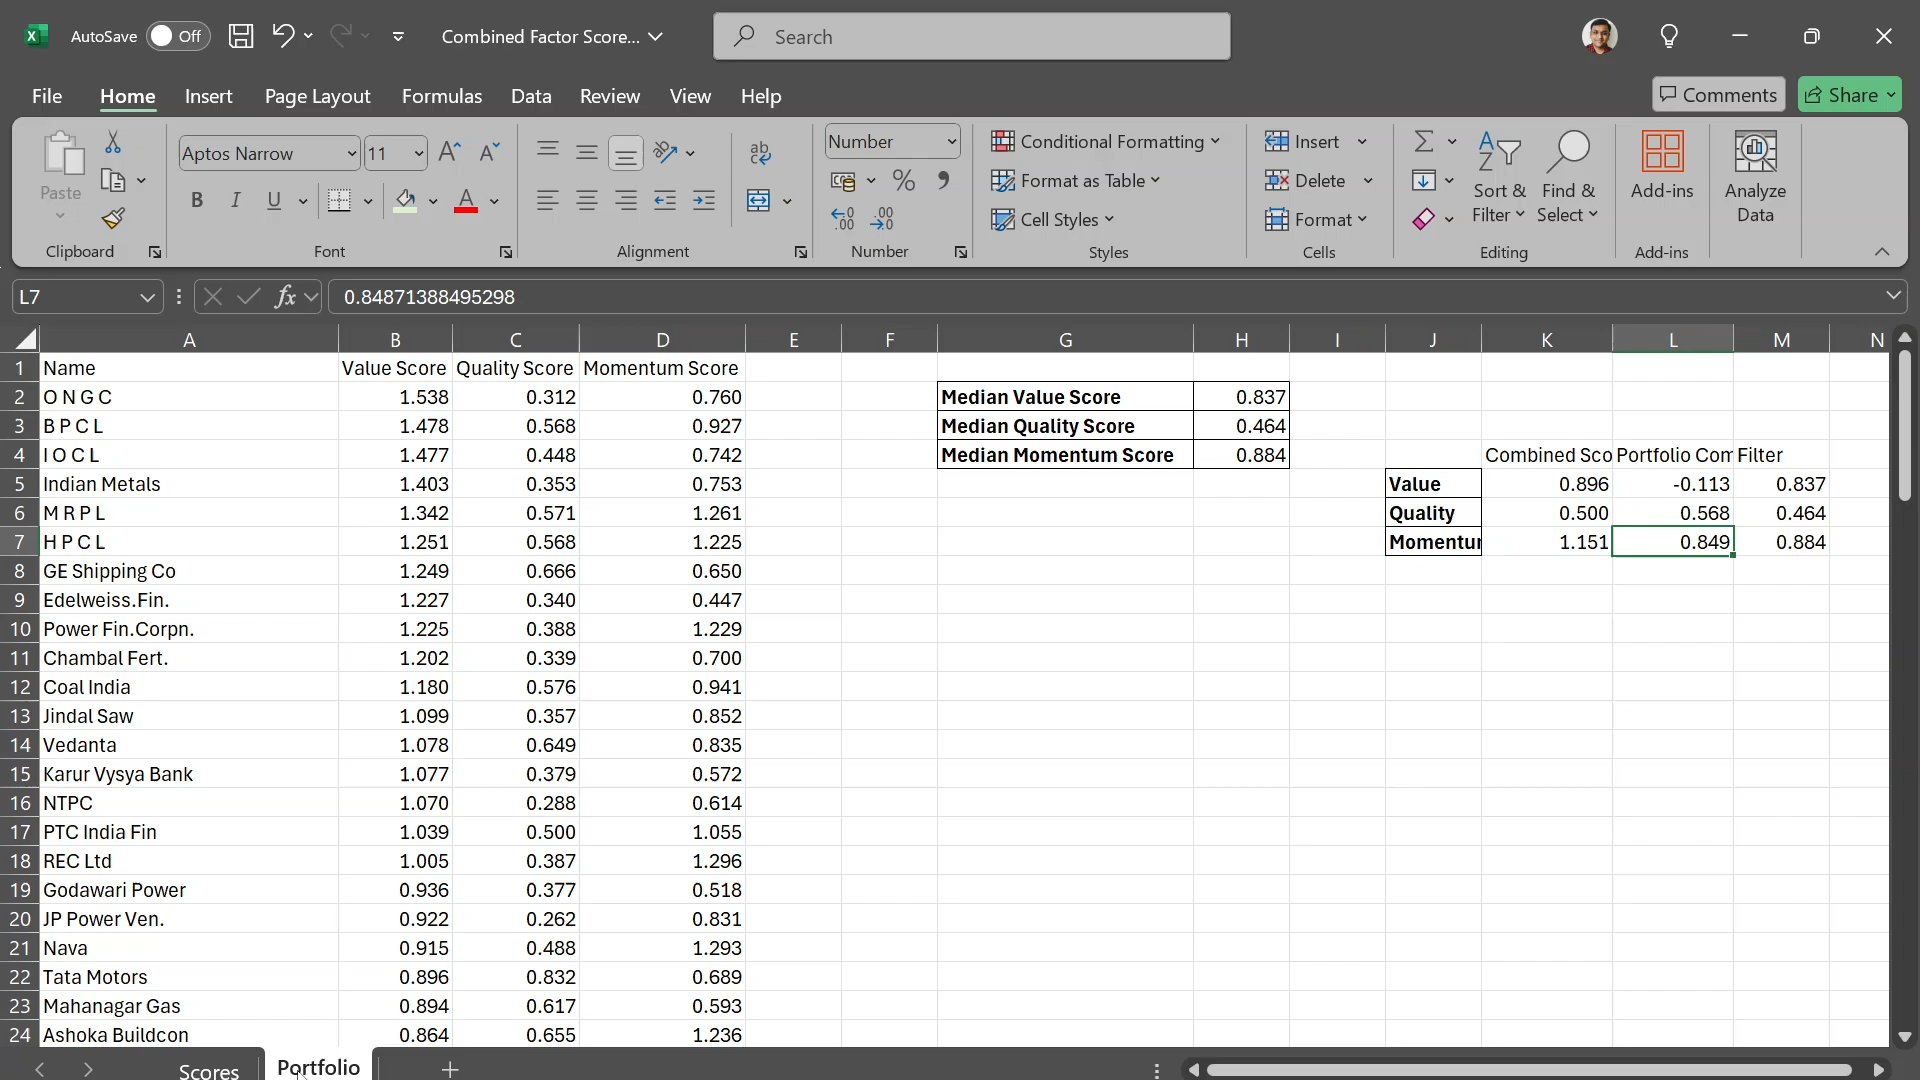 AutoSave Off Combined Factor Score... Search
File Home Insert Page Layout Formulas Data Review View Help Comments Share
Paste Clipboard
Aptos Narrow 11 B I U Font
Alignment
Number % Number
Conditional Formatting
Format as Table
Cell Styles
Styles
Insert
Delete
Format
Cells
Sort & Filter Find & Select Editing
Add-ins Add-ins
Analyze Data
L7 fx 0.84871388495298
A B C D E F G H I J K L M N
1 Name Value Score Quality Score Momentum Score
2 O N G C 1.538 0.312 0.760 Median Value Score 0.837
3 B P C L 1.478 0.568 0.927 Median Quality Score 0.464
4 I O C L 1.477 0.448 0.742 Median Momentum Score 0.884 Combined Sco Portfolio Com Filter
5 Indian Metals 1.403 0.353 0.753 Value 0.896 -0.113 0.837
6 M R P L 1.342 0.571 1.261 Quality 0.500 0.568 0.464
7 H P C L 1.251 0.568 1.225 Momentum 1.151 0.849 0.884
8 GE Shipping Co 1.249 0.666 0.650
9 Edelweiss.Fin. 1.227 0.340 0.447
10 Power Fin.Corpn. 1.225 0.388 1.229
11 Chambal Fert. 1.202 0.339 0.700
12 Coal India 1.180 0.576 0.941
13 Jindal Saw 1.099 0.357 0.852
14 Vedanta 1.078 0.649 0.835
15 Karur Vysya Bank 1.077 0.379 0.572
16 NTPC 1.070 0.288 0.614
17 PTC India Fin 1.039 0.500 1.055
18 REC Ltd 1.005 0.387 1.296
19 Godawari Power 0.936 0.377 0.518
20 JP Power Ven. 0.922 0.262 0.831
21 Nava 0.915 0.488 1.293
22 Tata Motors 0.896 0.832 0.689
23 Mahanagar Gas 0.894 0.617 0.593
24 Ashoka Buildcon 0.864 0.655 1.236
Scores Portfolio